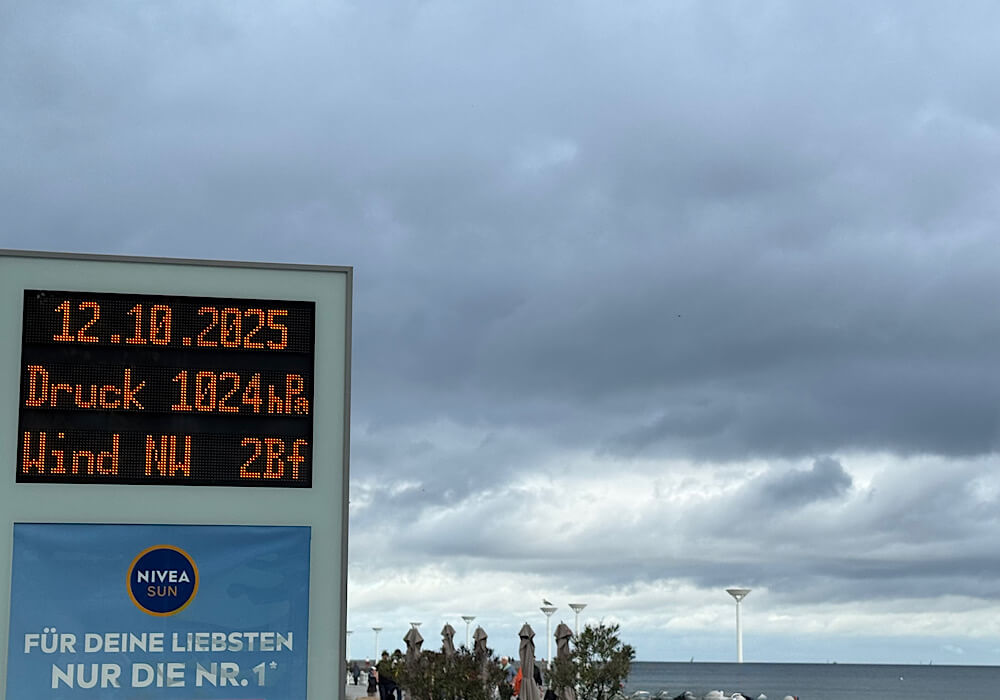 12.10.2025
Druck 1024hPa
Wind NW 2Bf
NIVEA
SUN
FÜR DEINE LIEBSTEN
NUR DIE NR.1*